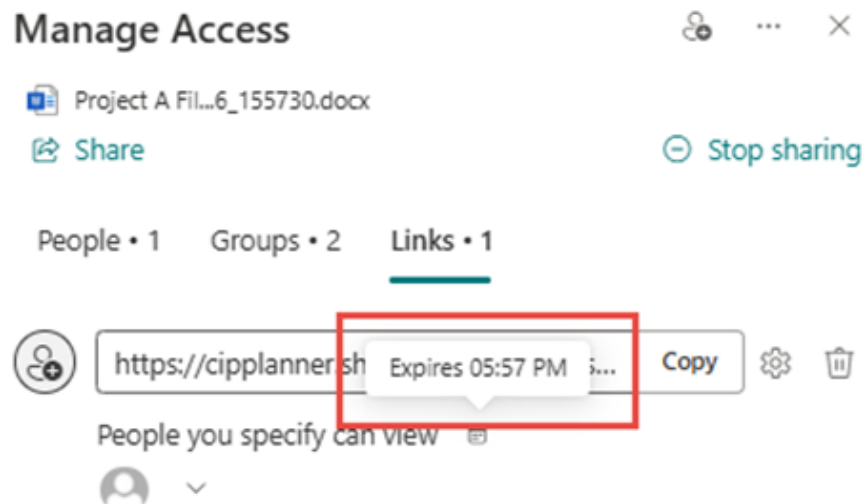 Manage Access
Project A Fil...6_155730.docx
Share
Stop sharing
People • 1
Groups • 2
Links • 1
https://cipplanner.sh
Expires 05:57 PM
s...
Copy
People you specify can view